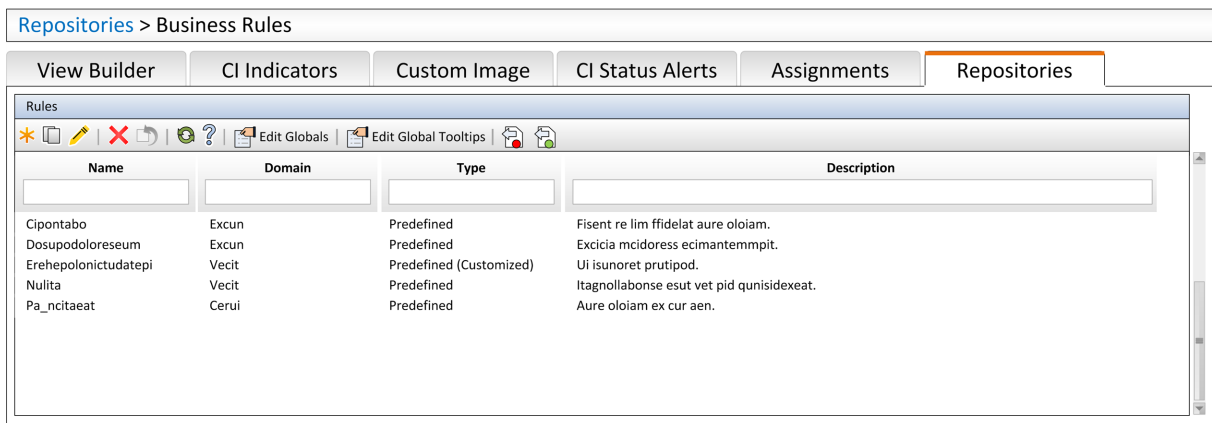 Repositories > Business Rules
View Builder CI Indicators Custom Image CI Status Alerts Assignments Repositories
Rules
Edit Globals | Edit Global Tooltips
Name Domain Type Description
Cipontabo Excun Predefined Fisent re lim ffidelat aure oloiam.
Dosupodoloreseum Excun Predefined Excicia mcidoress ecimantemmpit.
Erehepolonictudatepi Vecit Predefined (Customized) Ui isunoret prutipod.
Nulita Vecit Predefined Itagnollabonse esut vet pid qunisidexeat.
Pa_ncitaeat Cerui Predefined Aure oloiam ex cur aen.